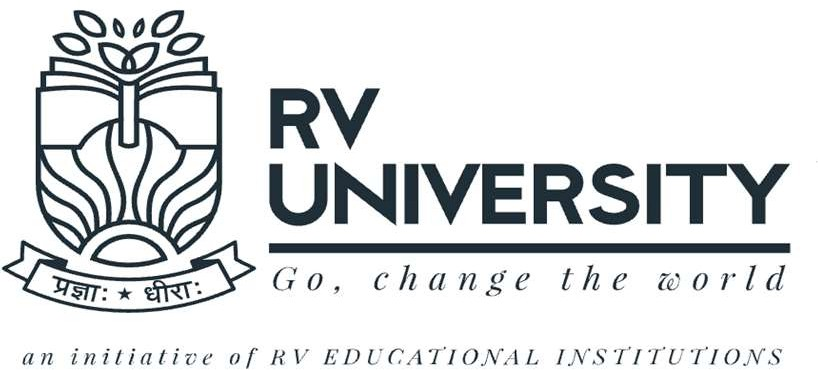 RV
UNIVERSITY
Go, change the world
प्रज्ञाः ★ धीराः
an initiative of RV EDUCATIONAL INSTITUTIONS